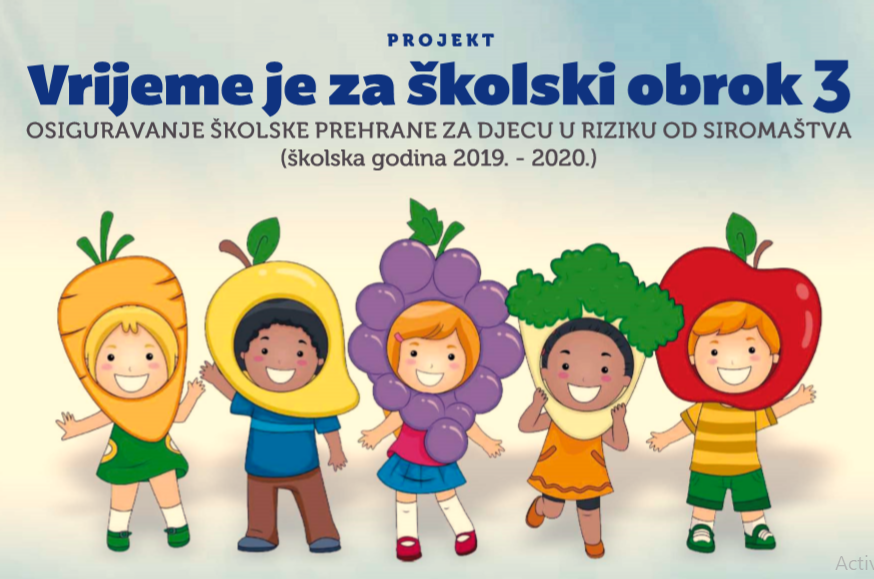 PROJEKT
Vrijeme je za školski obrok 3
OSIGURAVANJE ŠKOLSKE PREHRANE ZA DJECU U RIZIKU OD SIROMAŠTVA
(školska godina 2019. - 2020.)